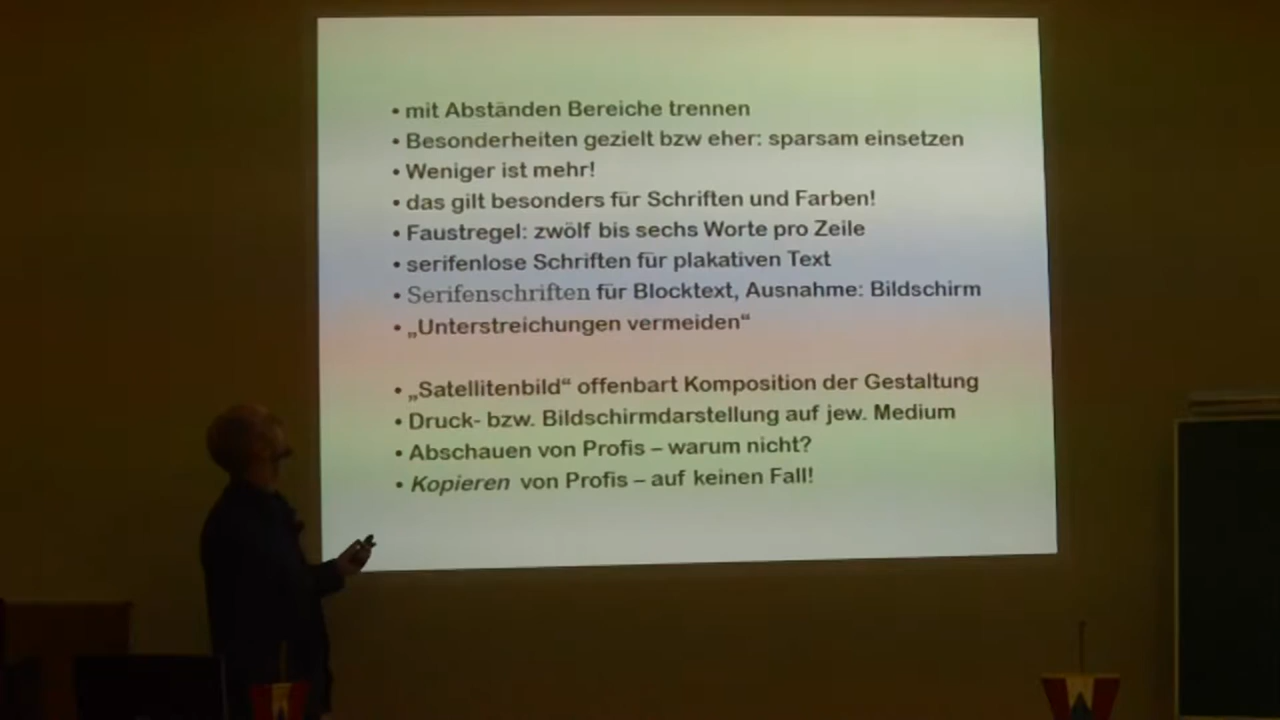 • mit Abständen Bereiche trennen
• Besonderheiten gezielt bzw eher: sparsam einsetzen
• Weniger ist mehr!
• das gilt besonders für Schriften und Farben!
• Faustregel: zwölf bis sechs Worte pro Zeile
• serifenlose Schriften für plakativen Text
• Serifenschriften für Blocktext, Ausnahme: Bildschirm
• „Unterstreichungen vermeiden“
• „Satellitenbild“ offenbart Komposition der Gestaltung
• Druck- bzw. Bildschirmdarstellung auf jew. Medium
• Abschauen von Profis – warum nicht?
• Kopieren von Profis – auf keinen Fall!